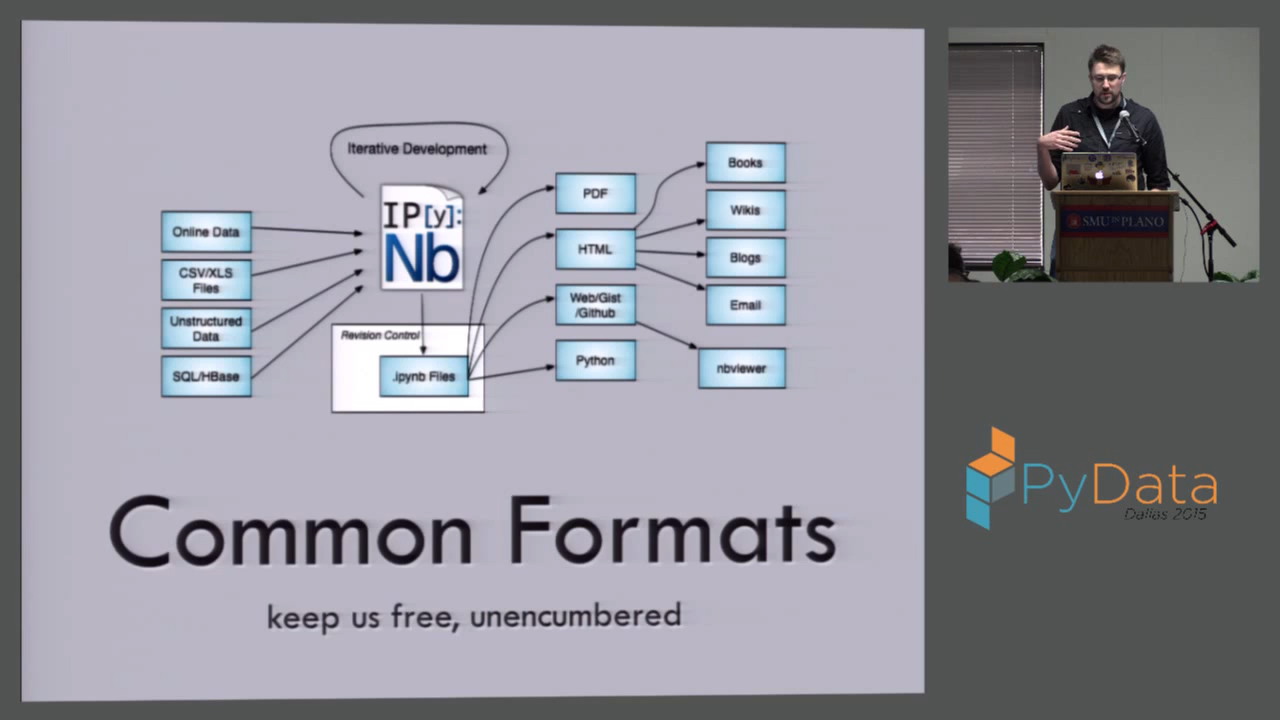 Iterative Development
IP[y]:
Nb
Online Data
CSV/XLS
Files
Unstructured
Data
SQL/HBase
Revision Control
.ipynb Files
PDF
HTML
Web/Gist
/Github
Python
Books
Wikis
Blogs
Email
nbviewer
Common Formats
keep us free, unencumbered
SMU IN PLANO
PyData
Dallas 2015